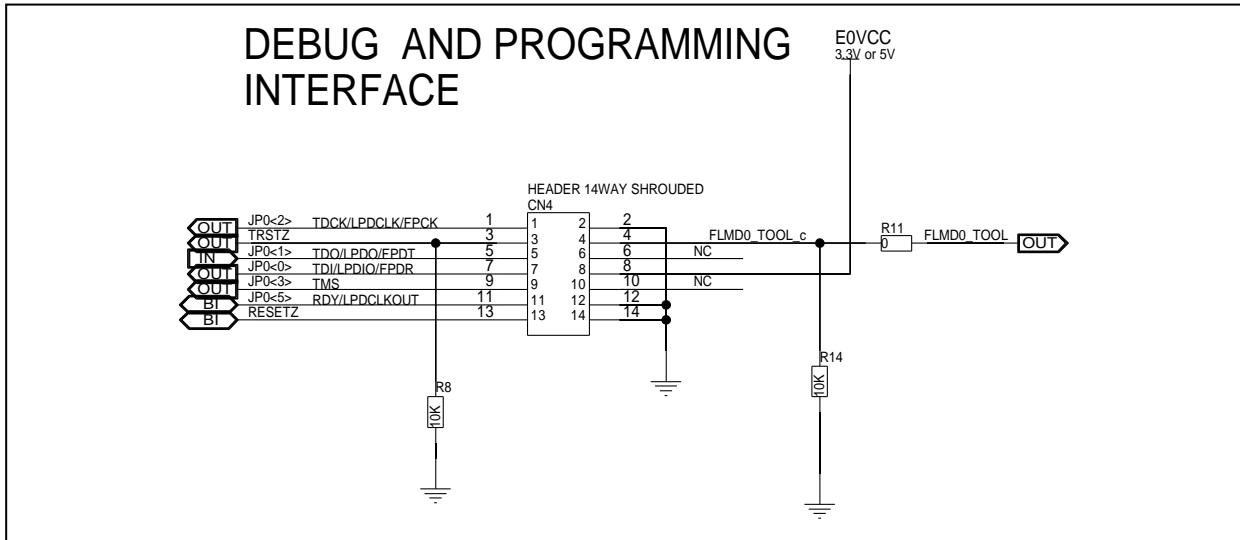 DEBUG AND PROGRAMMING
INTERFACE
E0VCC
3.3V or 5V
HEADER 14WAY SHROUDED
CN4
OUT JP0<2> TDCK/LPDCLK/FPCK 1 1 2 2
OUT TRSTZ 3 3 4 4 FLMD0_TOOL_c R11 0 FLMD0_TOOL OUT
IN JP0<1> TDO/LPDO/FPDT 5 5 6 6 NC
OUT JP0<0> TDI/LPDIO/FPDR 7 7 8 8
OUT JP0<3> TMS 9 9 10 10 NC
BI JP0<5> RDY/LPDCLKOUT 11 11 12 12
BI RESETZ 13 13 14 14
R14
10K
R8
10K